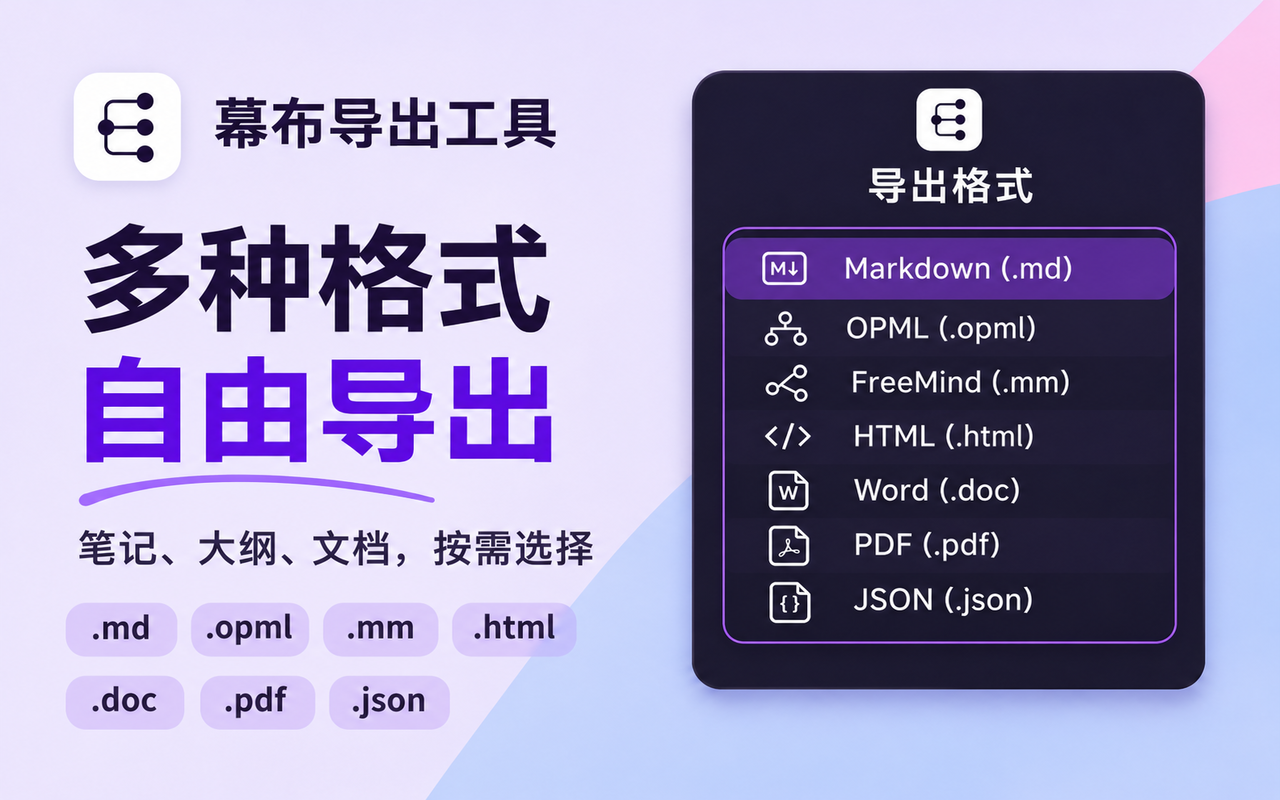 幕布导出工具
多种格式
自由导出
笔记、大纲、文档，按需选择
.md .opml .mm .html
.doc .pdf .json
导出格式
M↓ Markdown (.md)
OPML (.opml)
FreeMind (.mm)
</> HTML (.html)
W Word (.doc)
PDF (.pdf)
{} JSON (.json)